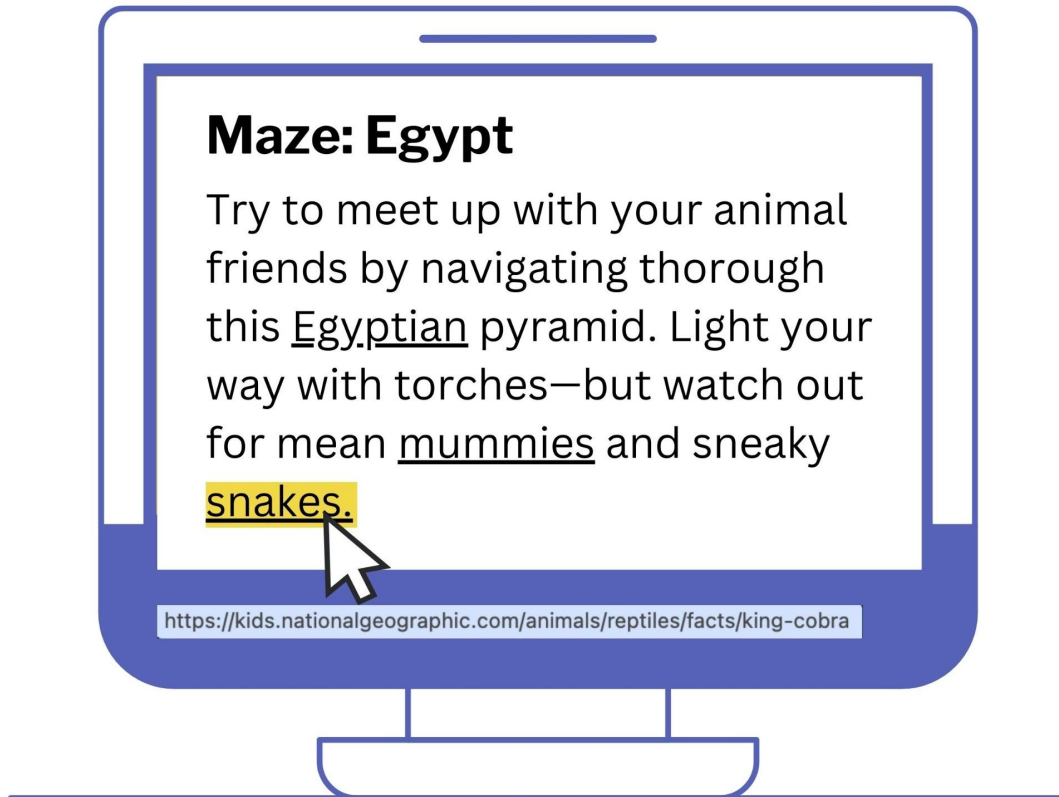 Maze: Egypt
Try to meet up with your animal
friends by navigating thorough
this Egyptian pyramid. Light your
way with torches—but watch out
for mean mummies and sneaky
snakes.
https://kids.nationalgeographic.com/animals/reptiles/facts/king-cobra